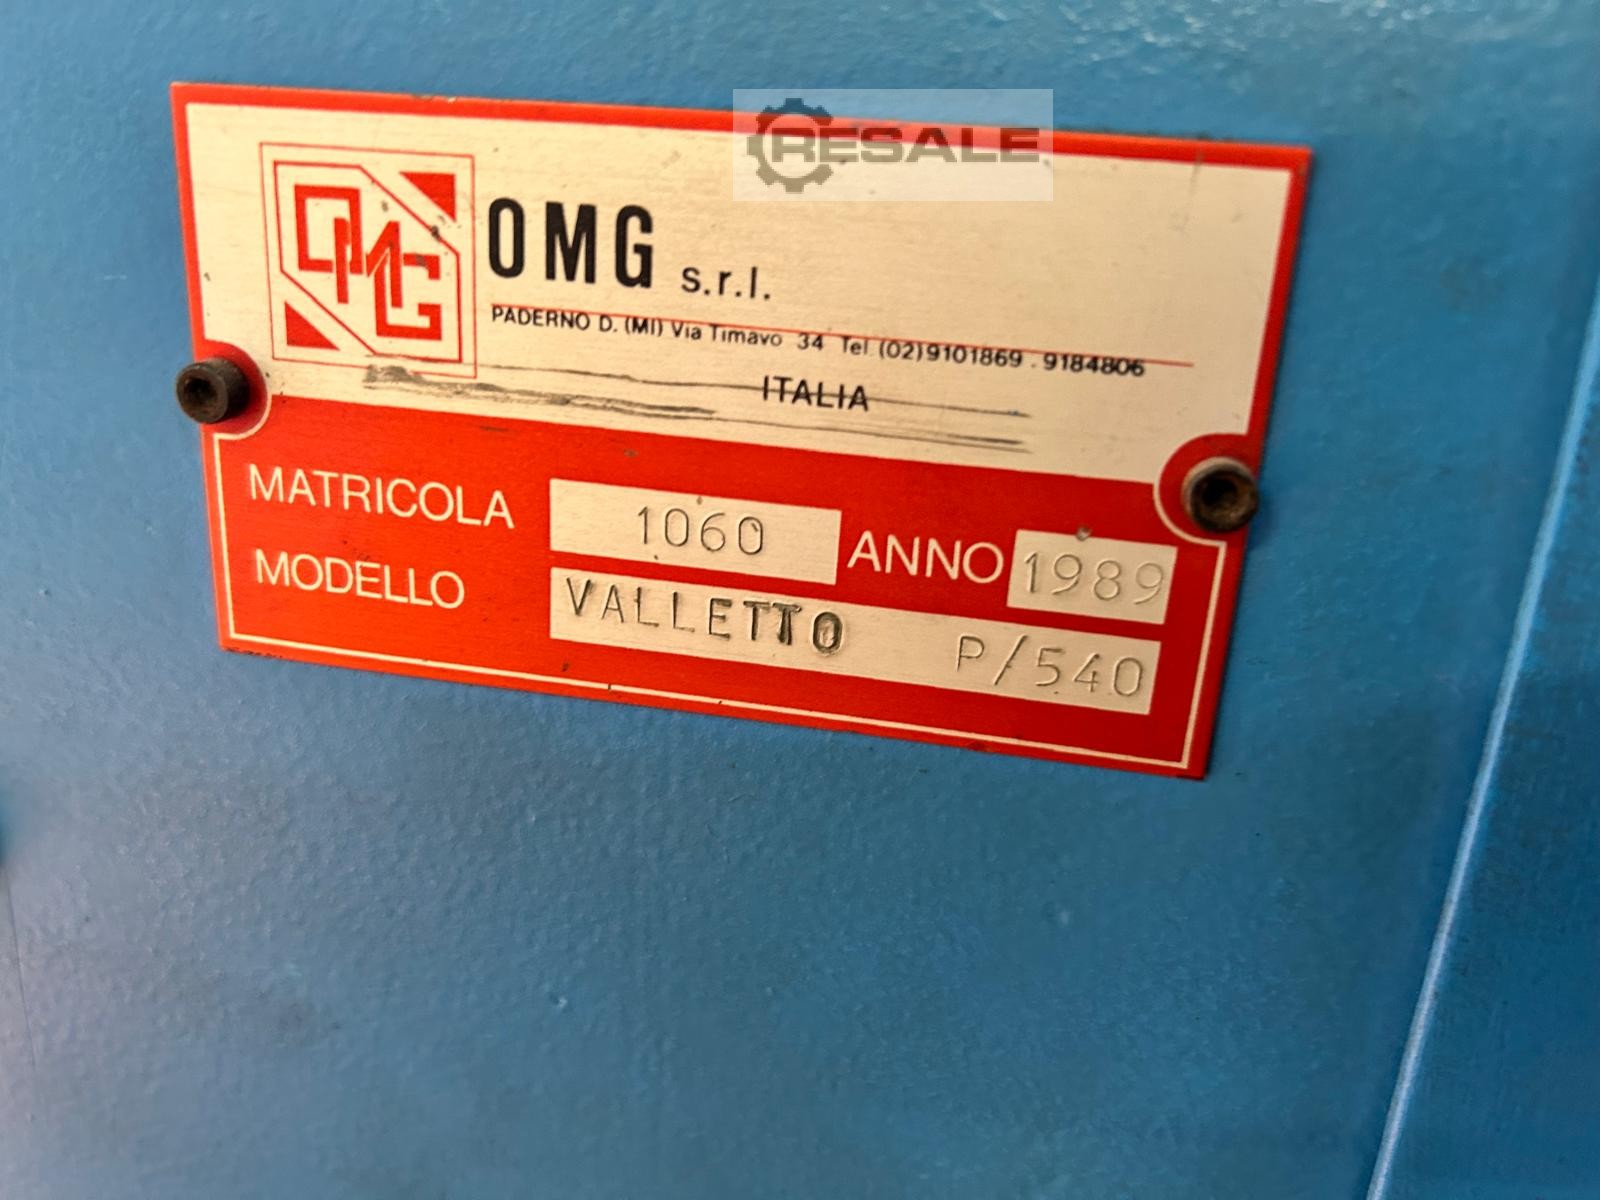 RESALE
OMG
OMG s.r.l.
PADERNO D. (MI) Via Timavo 34 Tel. (02)9101869 - 9184806
ITALIA
MATRICOLA 1060 ANNO 1989
MODELLO VALLETTO P/540